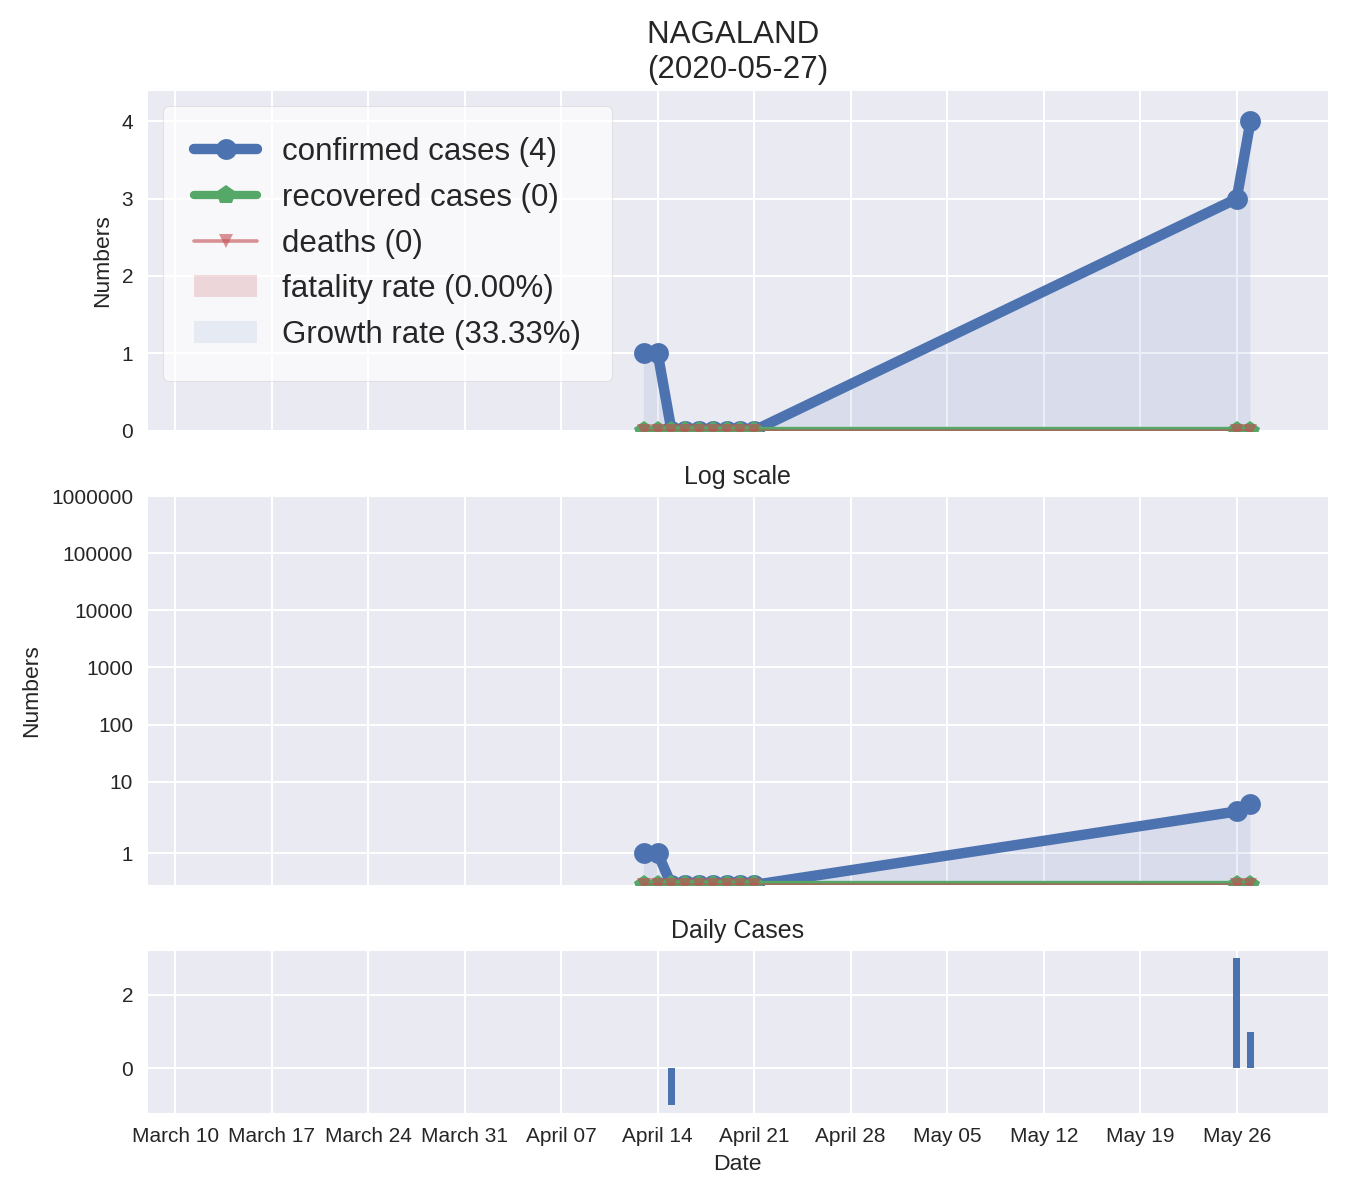 NAGALAND
(2020-05-27)
4
3
2
1
0
Numbers
confirmed cases (4)
recovered cases (0)
deaths (0)
fatality rate (0.00%)
Growth rate (33.33%)
Log scale
1000000
100000
10000
1000
100
10
1
Numbers
Daily Cases
2
0
March 10 March 17 March 24 March 31 April 07 April 14 April 21 April 28 May 05 May 12 May 19 May 26
Date